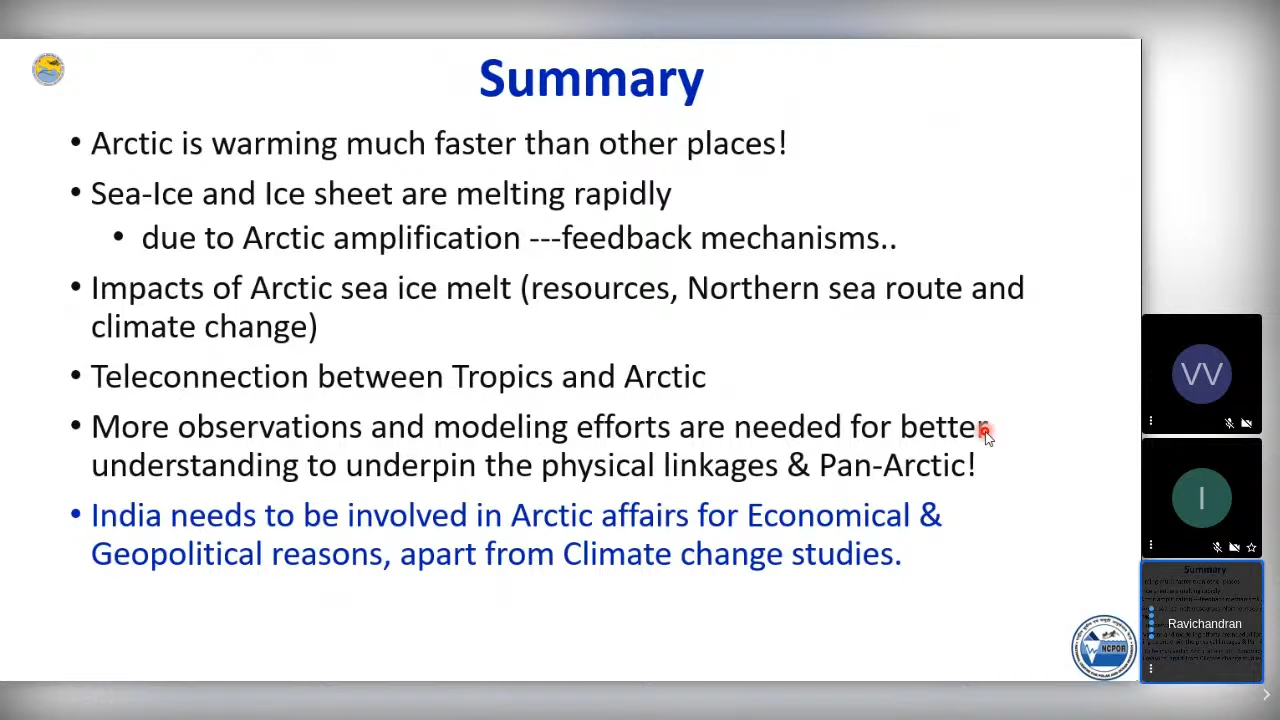 Summary
• Arctic is warming much faster than other places!
• Sea-Ice and Ice sheet are melting rapidly
• due to Arctic amplification ---feedback mechanisms..
• Impacts of Arctic sea ice melt (resources, Northern sea route and
climate change)
• Teleconnection between Tropics and Arctic
• More observations and modeling efforts are needed for better
understanding to underpin the physical linkages & Pan-Arctic!
• India needs to be involved in Arctic affairs for Economical &
Geopolitical reasons, apart from Climate change studies.
NCPOR
VV
I
Summary
Ravichandran